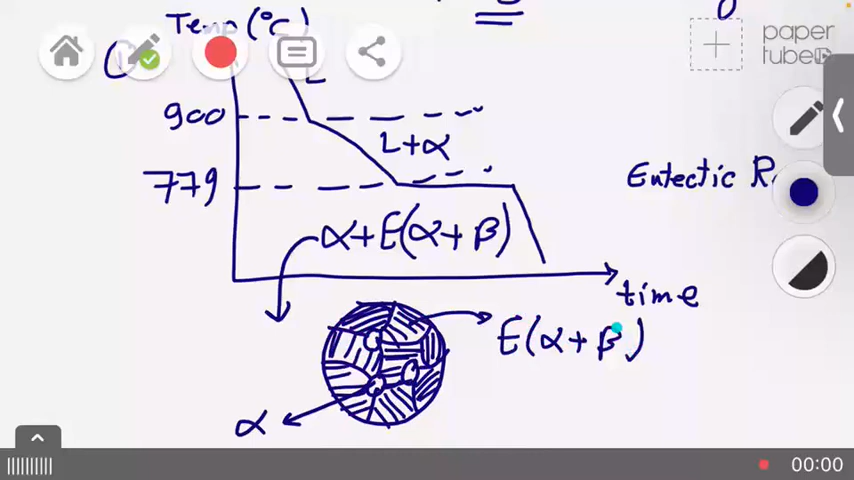 Temp (°C)
paper
tube
L
900
L+α
779
Eutectic R
α+E(α+β)
time
E(α+β)
α
00:00